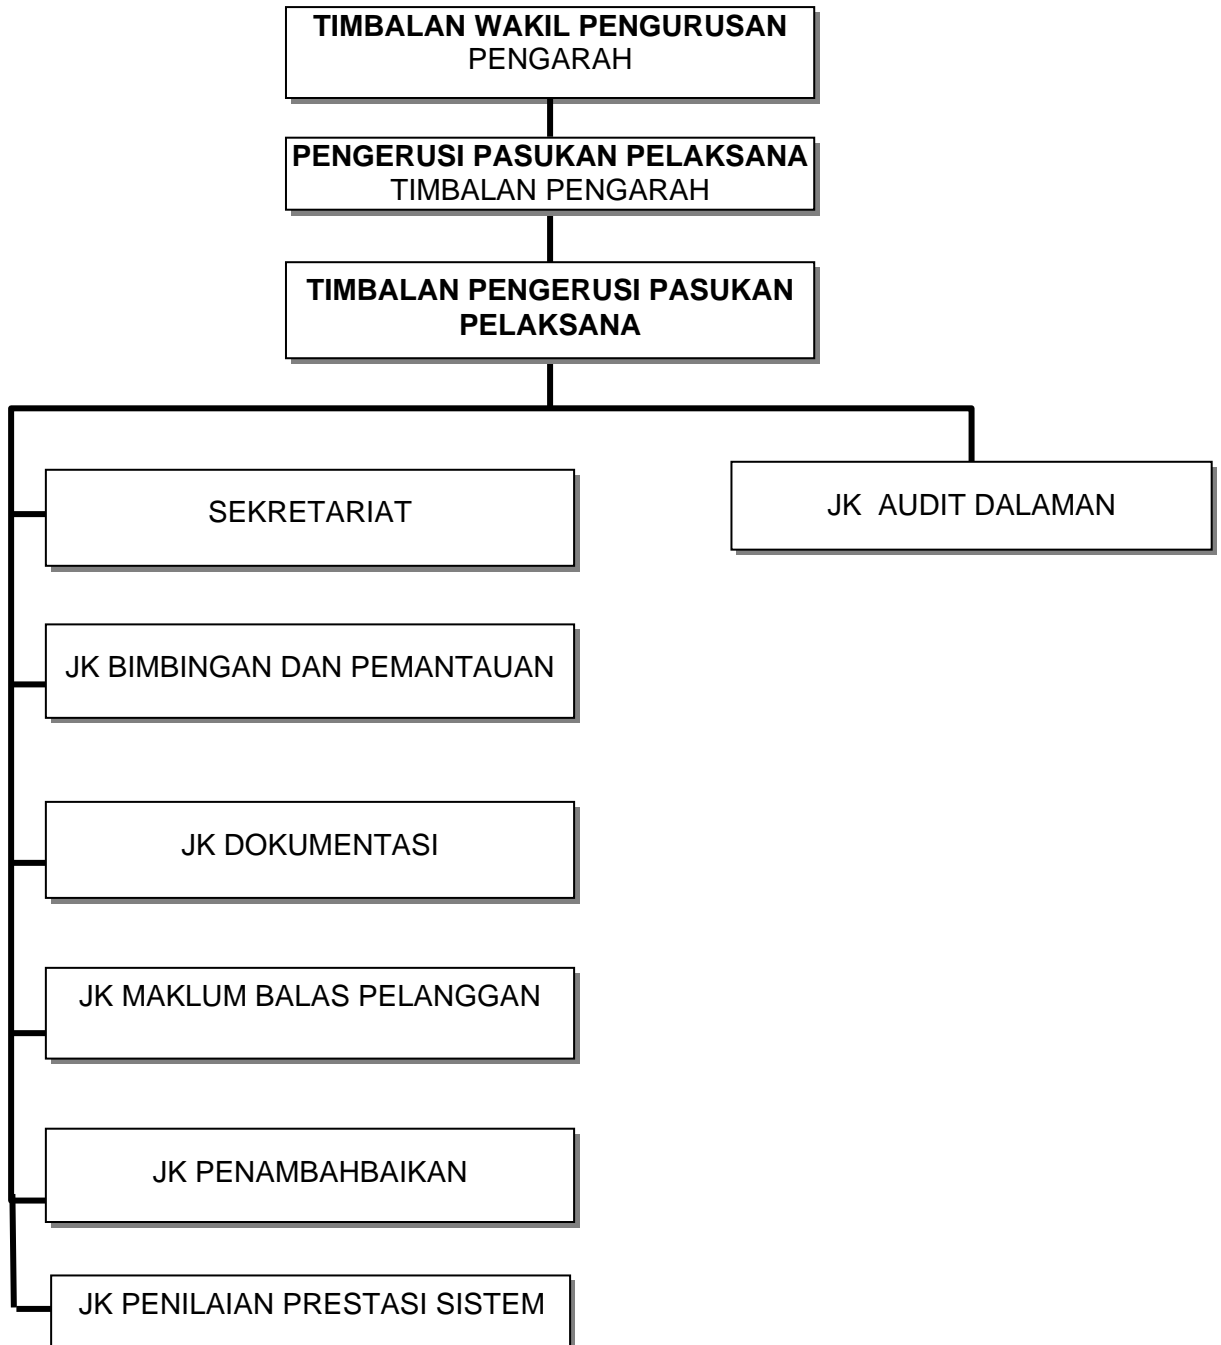 TIMBALAN WAKIL PENGURUSAN
PENGARAH
PENGERUSI PASUKAN PELAKSANA
TIMBALAN PENGARAH
TIMBALAN PENGERUSI PASUKAN
PELAKSANA
SEKRETARIAT
JK AUDIT DALAMAN
JK BIMBINGAN DAN PEMANTAUAN
JK DOKUMENTASI
JK MAKLUM BALAS PELANGGAN
JK PENAMBAHBAIKAN
JK PENILAIAN PRESTASI SISTEM